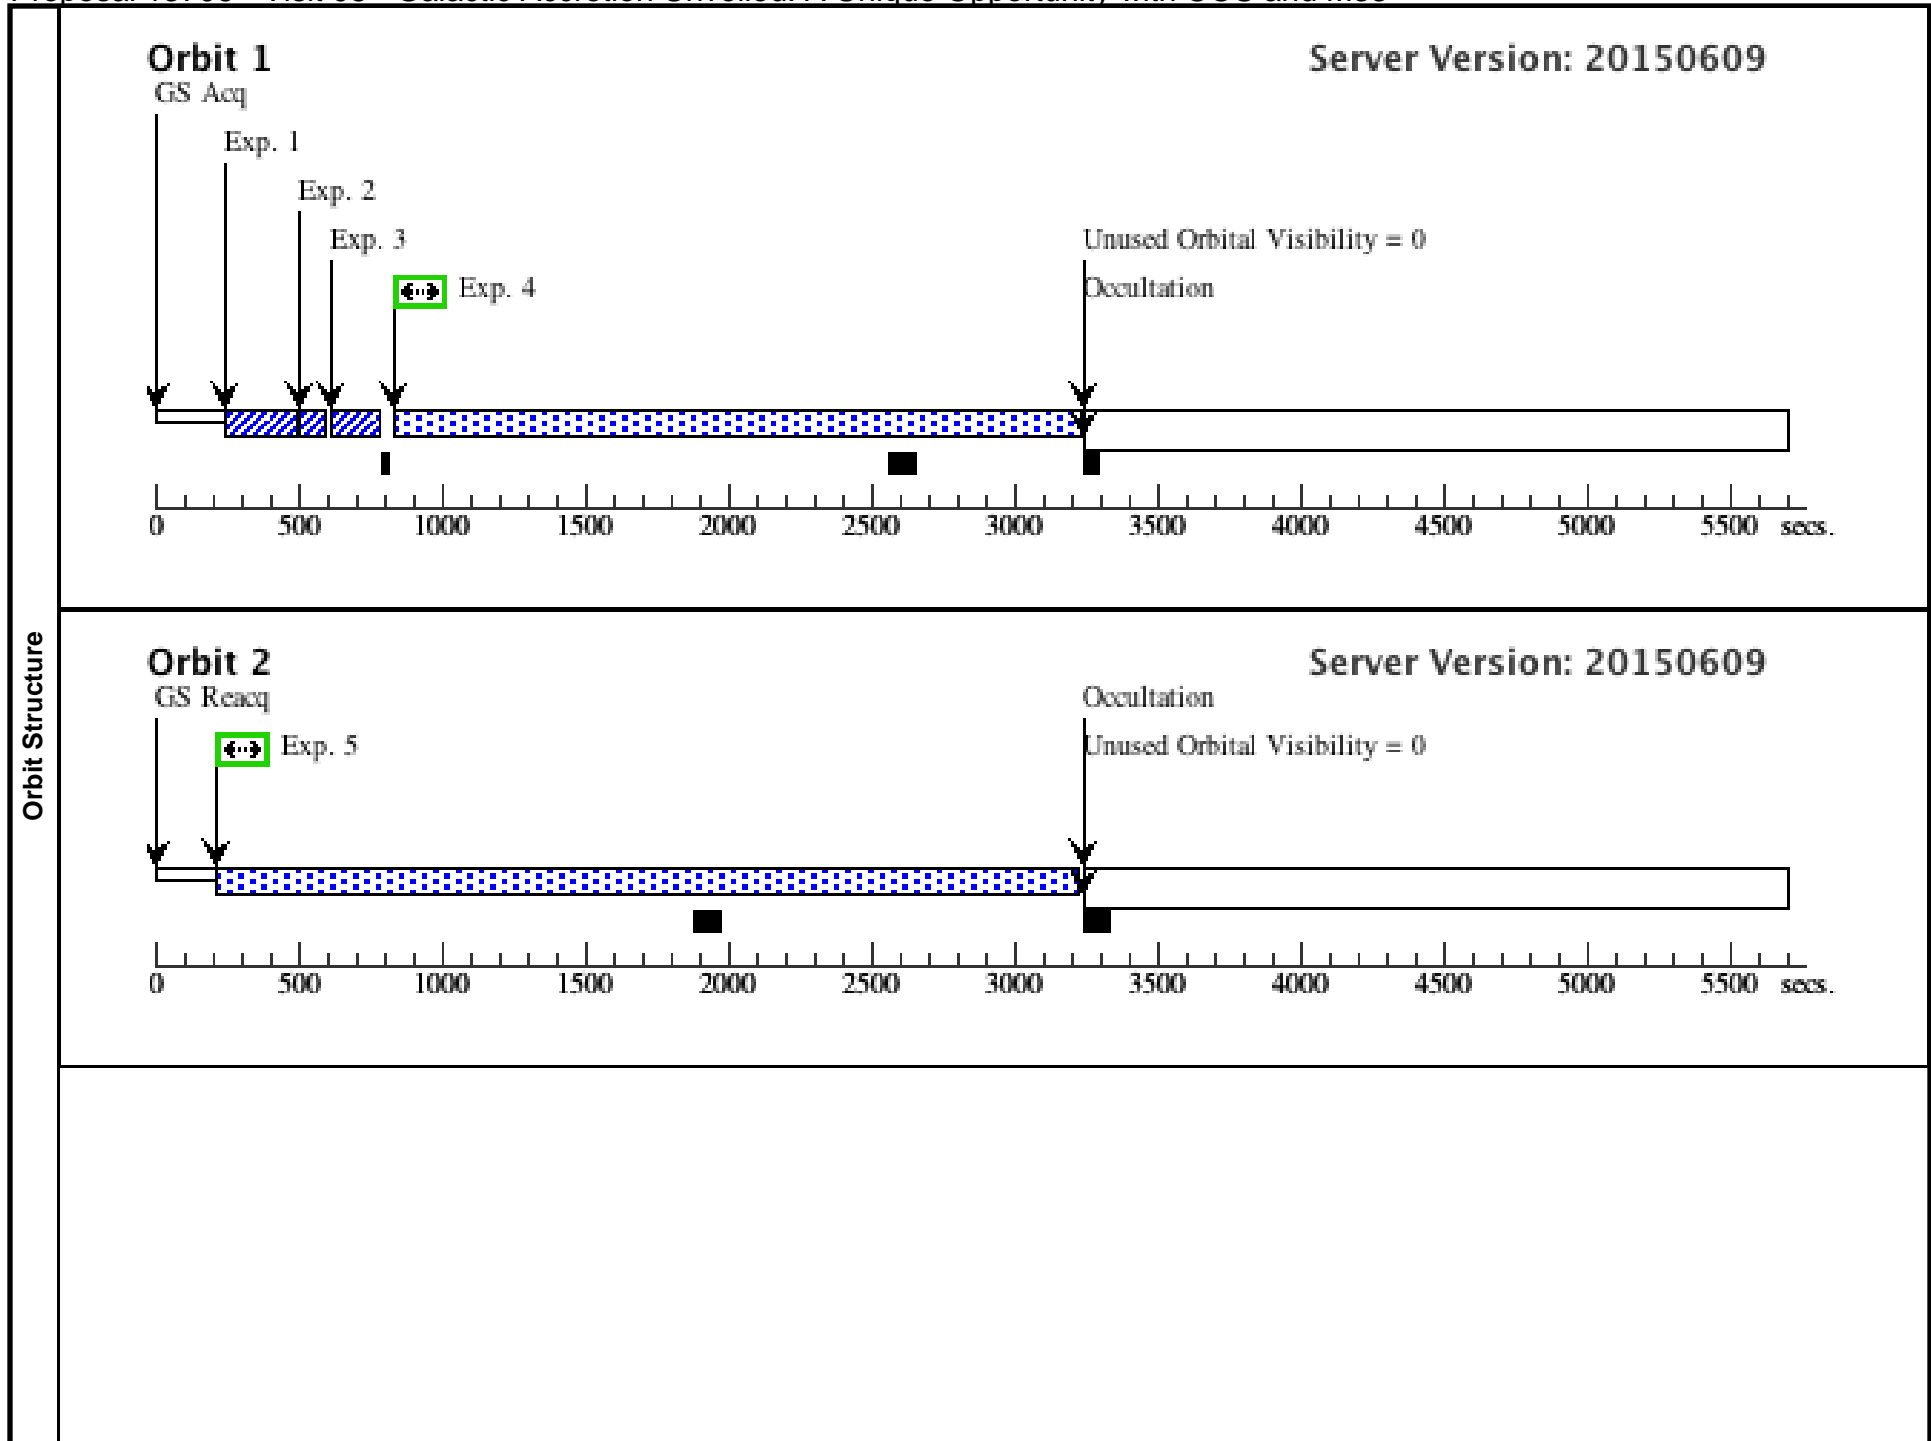 Orbit Structure
Orbit 1
Server Version: 20150609
GS Acq
Exp. 1
Exp. 2
Exp. 3
Unused Orbital Visibility = 0
Exp. 4
Occultation
0 500 1000 1500 2000 2500 3000 3500 4000 4500 5000 5500 secs.
Orbit 2
Server Version: 20150609
GS Reacq
Occultation
Exp. 5
Unused Orbital Visibility = 0
0 500 1000 1500 2000 2500 3000 3500 4000 4500 5000 5500 secs.